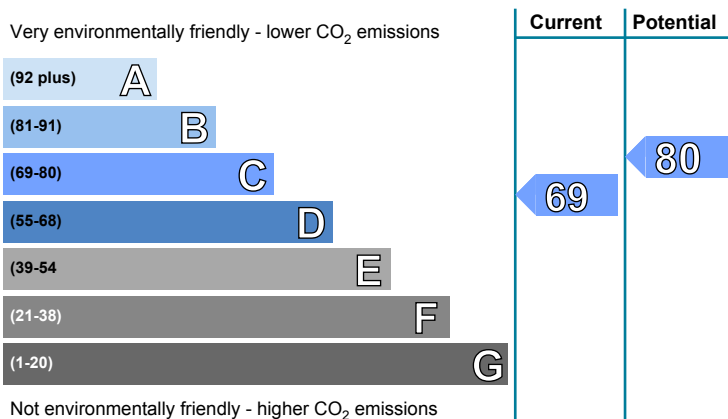 Current Potential
Very environmentally friendly - lower CO2 emissions
(92 plus) A
(81-91) B
(69-80) C
(55-68) D
(39-54 E
(21-38) F
(1-20) G
80
69
Not environmentally friendly - higher CO2 emissions